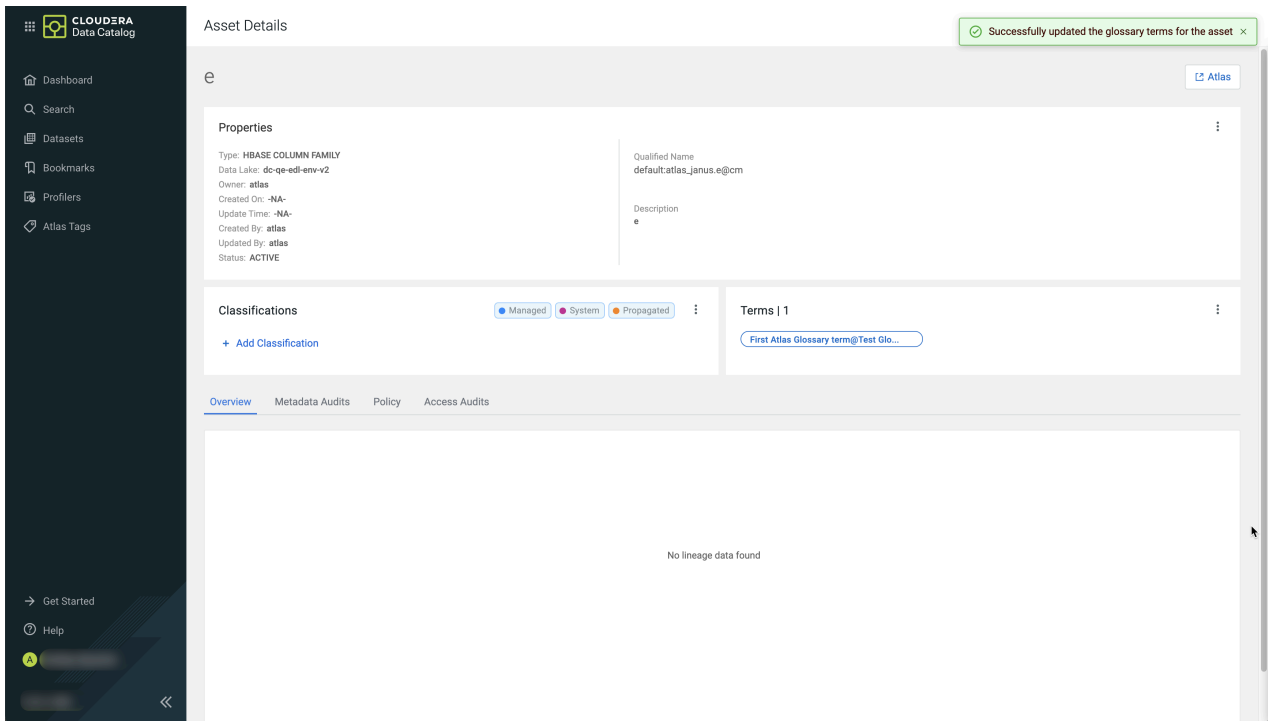 CLOUDERA
Data Catalog
Dashboard
Search
Datasets
Bookmarks
Profilers
Atlas Tags
Get Started
Help
A
Asset Details
Successfully updated the glossary terms for the asset ×
e
Atlas
Properties
Type: HBASE COLUMN FAMILY
Data Lake: dc-qe-edl-env-v2
Owner: atlas
Created On: -NA-
Update Time: -NA-
Created By: atlas
Updated By: atlas
Status: ACTIVE
Qualified Name
default:atlas_janus.e@cm
Description
e
Classifications
Managed
System
Propagated
+ Add Classification
Terms | 1
First Atlas Glossary term@Test Glo...
Overview
Metadata Audits
Policy
Access Audits
No lineage data found